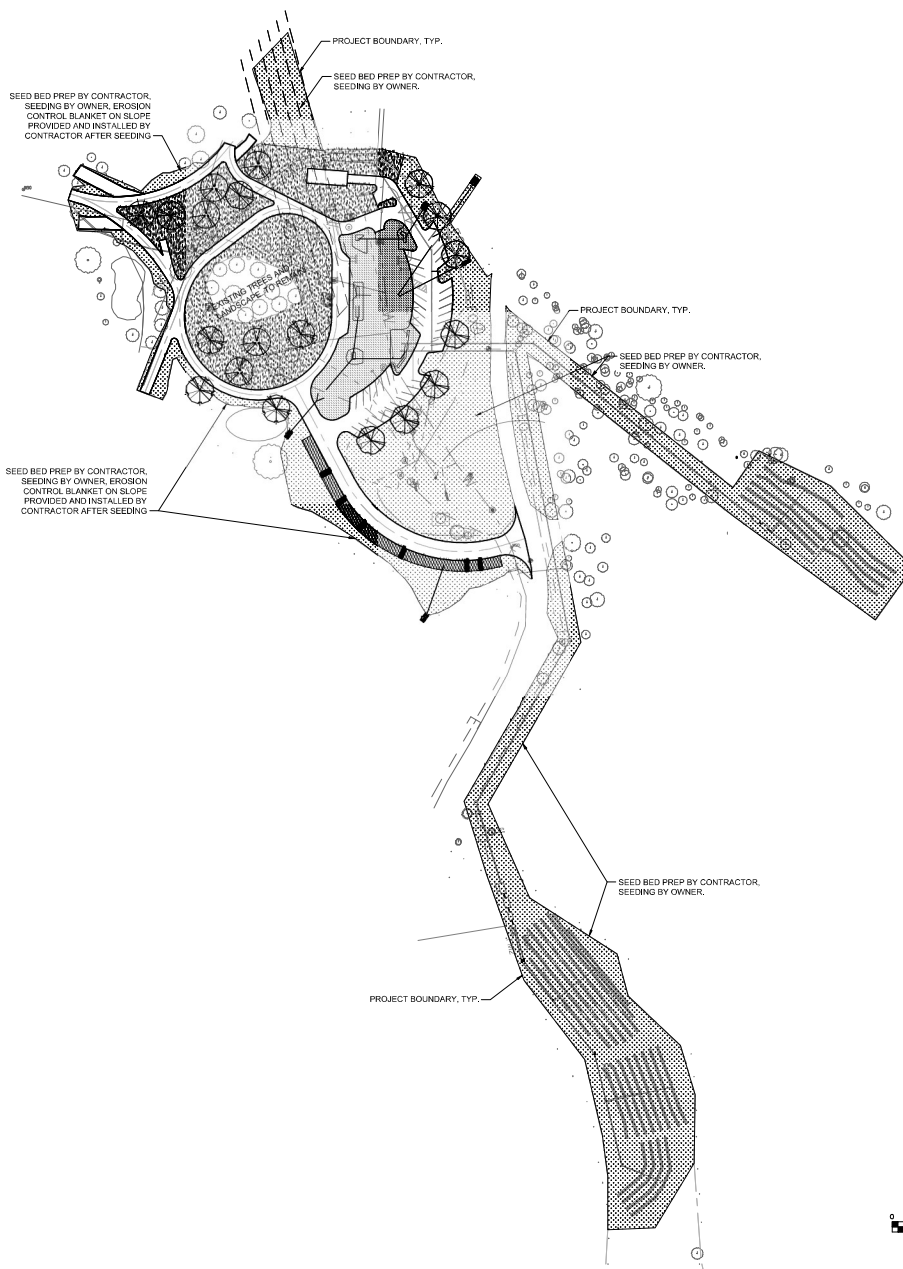 PROJECT BOUNDARY, TYP.
SEED BED PREP BY CONTRACTOR,
SEEDING BY OWNER.
SEED BED PREP BY CONTRACTOR,
SEEDING BY OWNER, EROSION
CONTROL BLANKET ON SLOPE
PROVIDED AND INSTALLED BY
CONTRACTOR AFTER SEEDING
EXISTING TREES AND
LANDSCAPE TO REMAIN
PROJECT BOUNDARY, TYP.
SEED BED PREP BY CONTRACTOR,
SEEDING BY OWNER.
SEED BED PREP BY CONTRACTOR,
SEEDING BY OWNER, EROSION
CONTROL BLANKET ON SLOPE
PROVIDED AND INSTALLED BY
CONTRACTOR AFTER SEEDING
SEED BED PREP BY CONTRACTOR,
SEEDING BY OWNER.
PROJECT BOUNDARY, TYP.
0